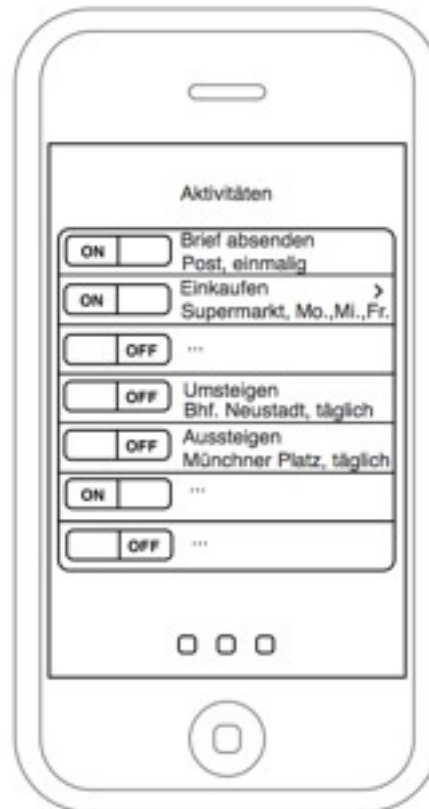 Aktivitäten
ON Brief absenden
Post, einmalig
ON Einkaufen >
Supermarkt, Mo.,Mi.,Fr.
OFF ...
OFF Umsteigen
Bhf. Neustadt, täglich
OFF Aussteigen
Münchner Platz, täglich
ON ...
OFF ...